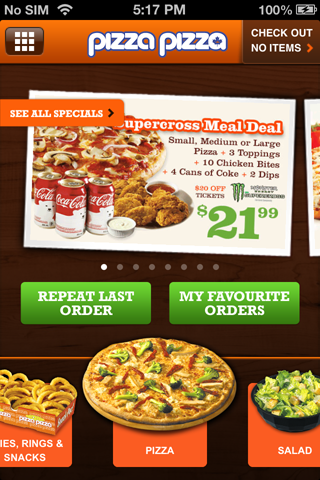 No SIM 5:17 PM 100%
pizza pizza
CHECK OUT
NO ITEMS
SEE ALL SPECIALS
Supercross Meal Deal
Small, Medium or Large
Pizza + 3 Toppings
+ 10 Chicken Bites
+ 4 Cans of Coke + 2 Dips
$20 OFF
TICKETS
$21.99
Coca-Cola
REPEAT LAST
ORDER
MY FAVOURITE
ORDERS
IES, RINGS &
SNACKS
PIZZA
SALAD